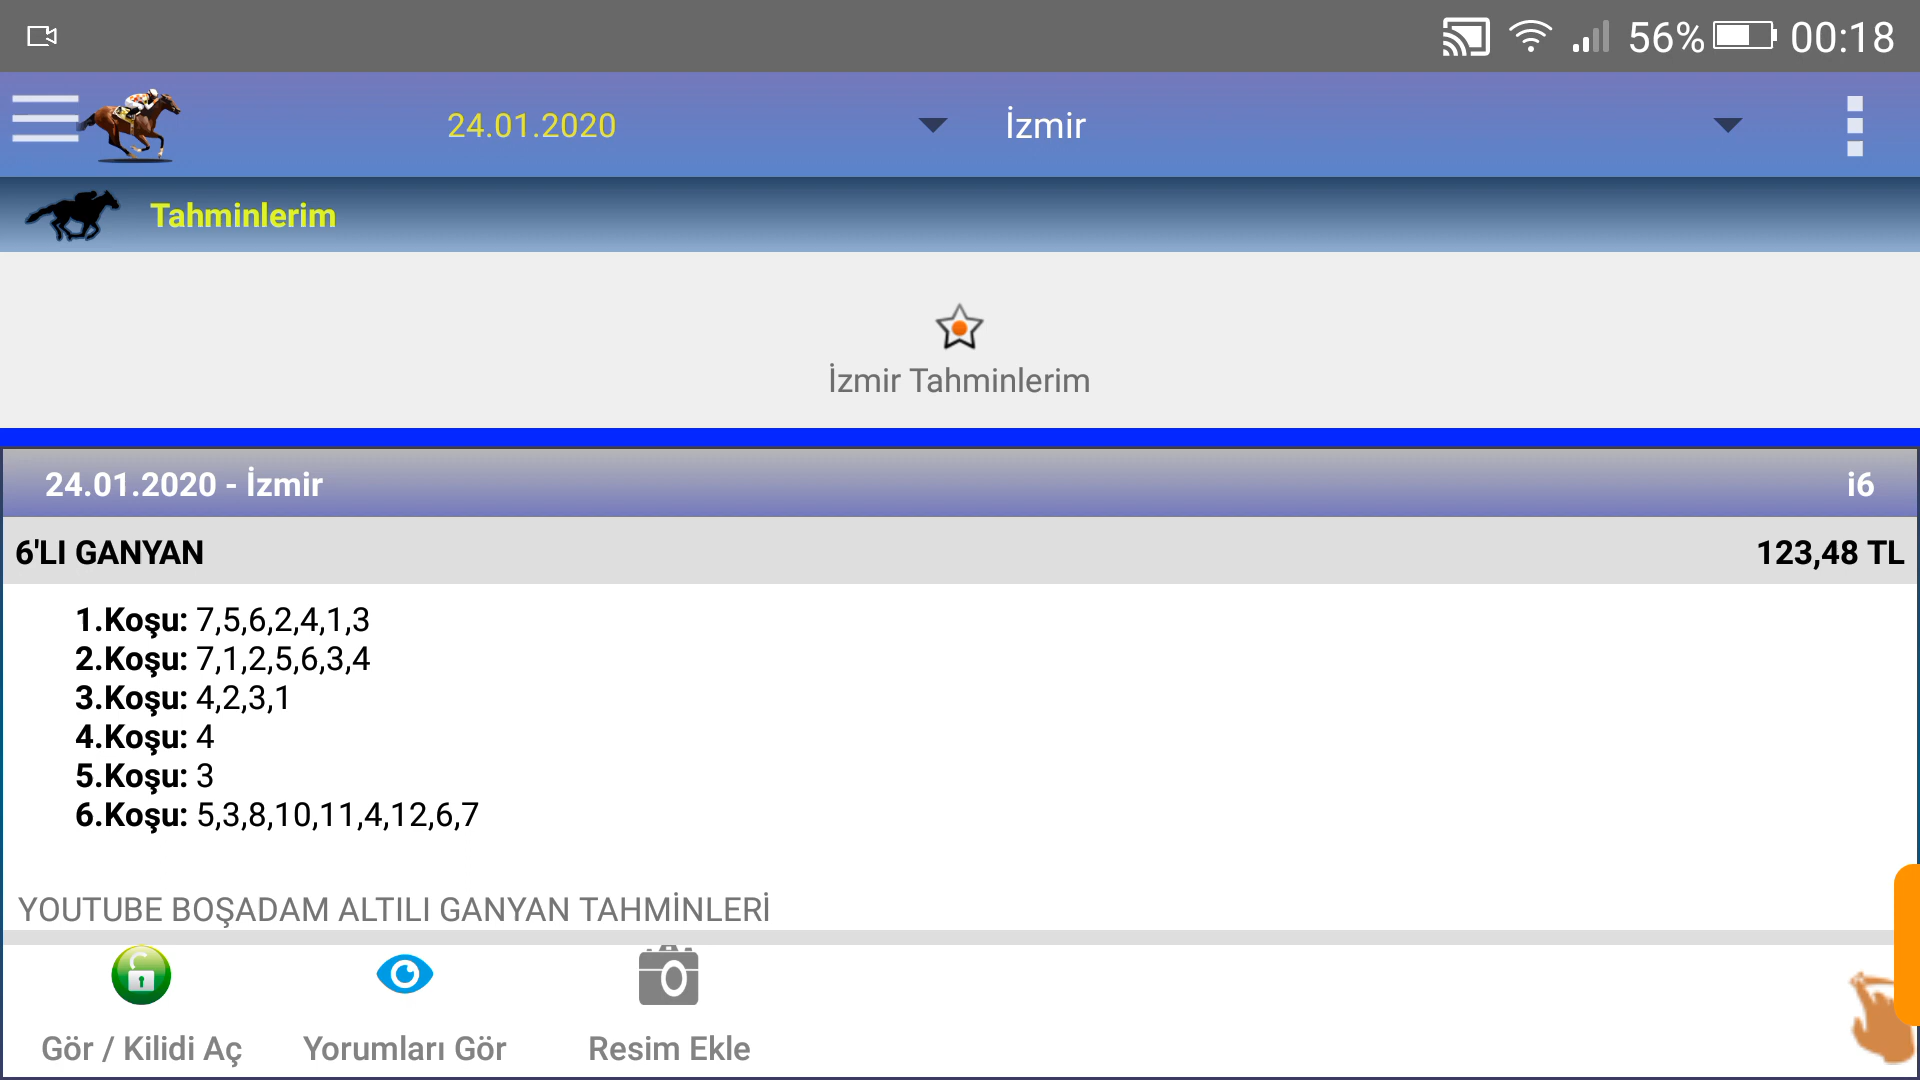 56% 00:18
24.01.2020 İzmir
Tahminlerim
İzmir Tahminlerim
24.01.2020 - İzmir i6
6'LI GANYAN 123,48 TL
1.Koşu: 7,5,6,2,4,1,3
2.Koşu: 7,1,2,5,6,3,4
3.Koşu: 4,2,3,1
4.Koşu: 4
5.Koşu: 3
6.Koşu: 5,3,8,10,11,4,12,6,7
YOUTUBE BOŞADAM ALTILI GANYAN TAHMİNLERİ
Gör / Kilidi Aç Yorumları Gör Resim Ekle